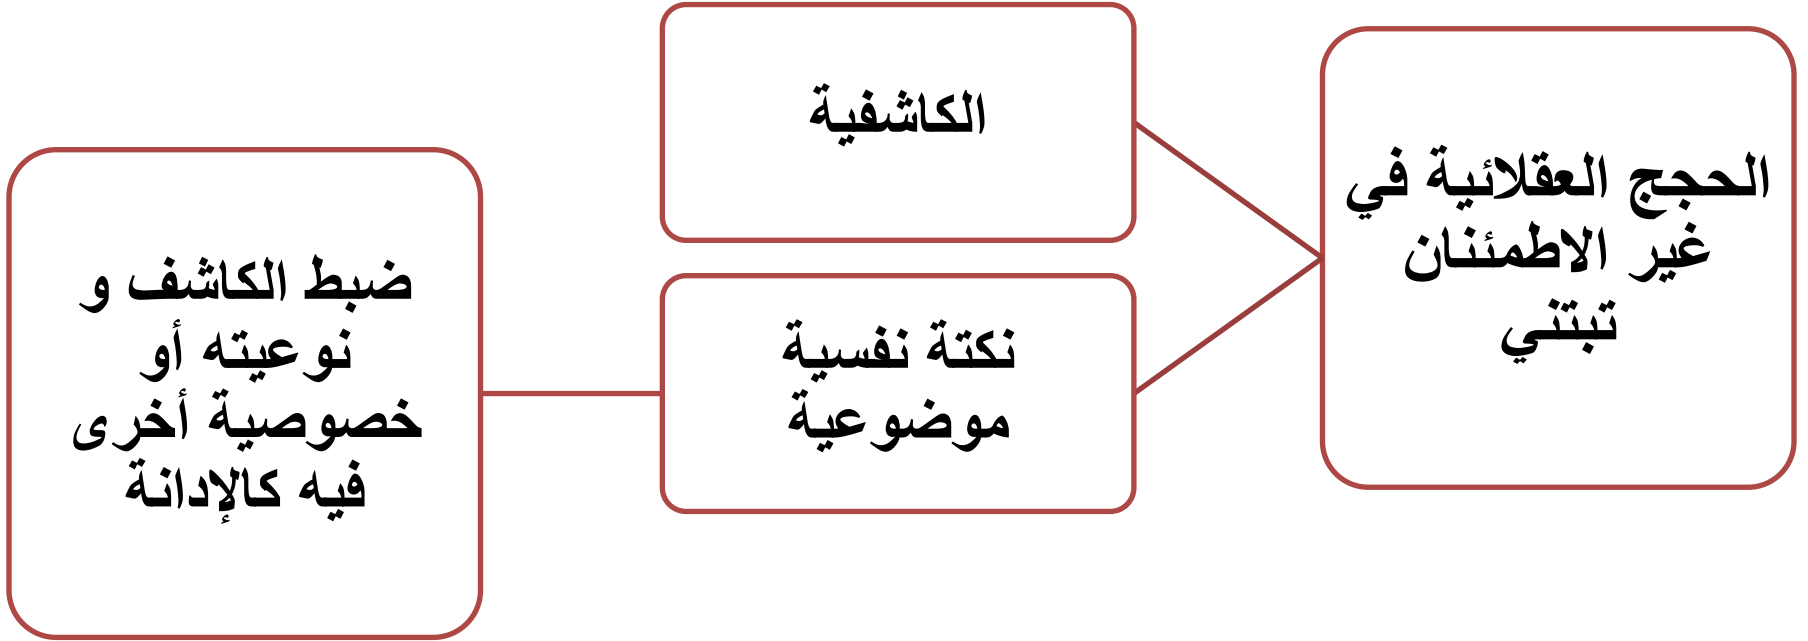 الحجج العقلائية في
غير الاطمئنان
تبتني
الكاشفية
نكتة نفسية
موضوعية
ضبط الكاشف و
نوعيته أو
خصوصية أخرى
فيه كالإدانة